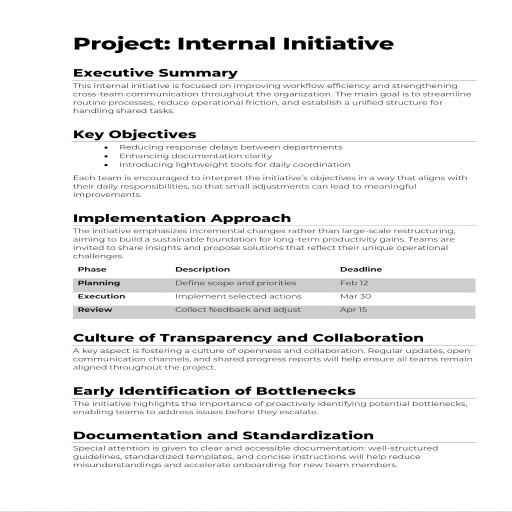 Project: Internal Initiative
Executive Summary
This internal initiative is focused on improving workflow efficiency and strengthening
cross-team communication throughout the organization. The main goal is to streamline
routine processes, reduce operational friction, and establish a unified structure for
handling shared tasks.
Key Objectives
• Reducing response delays between departments
• Enhancing documentation clarity
• Introducing lightweight tools for daily coordination
Each team is encouraged to interpret the initiative's objectives in a way that aligns with
their daily responsibilities, so that small adjustments can lead to meaningful
improvements.
Implementation Approach
The initiative emphasizes incremental changes rather than large-scale restructuring,
aiming to build a sustainable foundation for long-term productivity gains. Teams are
invited to share insights and propose solutions that reflect their unique operational
challenges.
Phase Description Deadline
Planning Define scope and priorities Feb 12
Execution Implement selected actions Mar 30
Review Collect feedback and adjust Apr 15
Culture of Transparency and Collaboration
A key aspect is fostering a culture of openness and collaboration. Regular updates, open
communication channels, and shared progress reports will help ensure all teams remain
aligned throughout the project.
Early Identification of Bottlenecks
The initiative highlights the importance of proactively identifying potential bottlenecks,
enabling teams to address issues before they escalate.
Documentation and Standardization
Special attention is given to clear and accessible documentation: well-structured
guidelines, standardized templates, and concise instructions will help reduce
misunderstandings and accelerate onboarding for new team members.